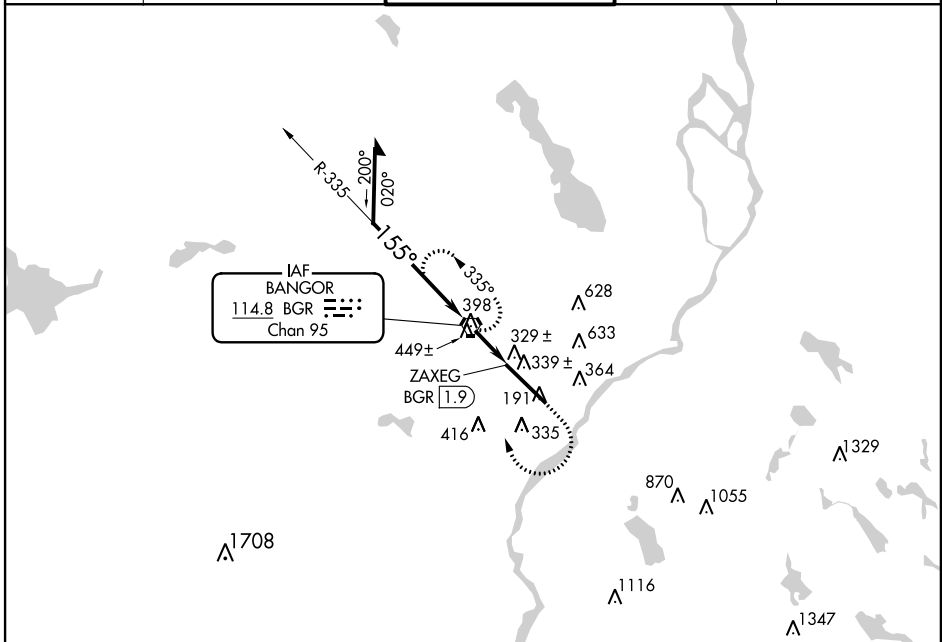 R-335
200°
020°
155°
335°
IAF
BANGOR
114.8 BGR
Chan 95
398
628
449±
329 ±
633
339 ±
364
ZAXEG
BGR 1.9
191
416
335
1329
870
1055
1708
1116
1347